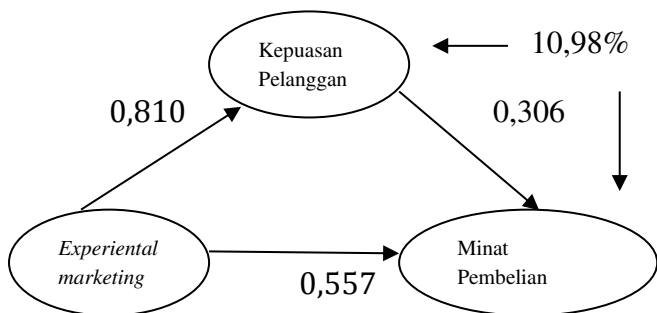 Kepuasan
Pelanggan
10,98%
0,810
0,306
Experiental
marketing
0,557
Minat
Pembelian